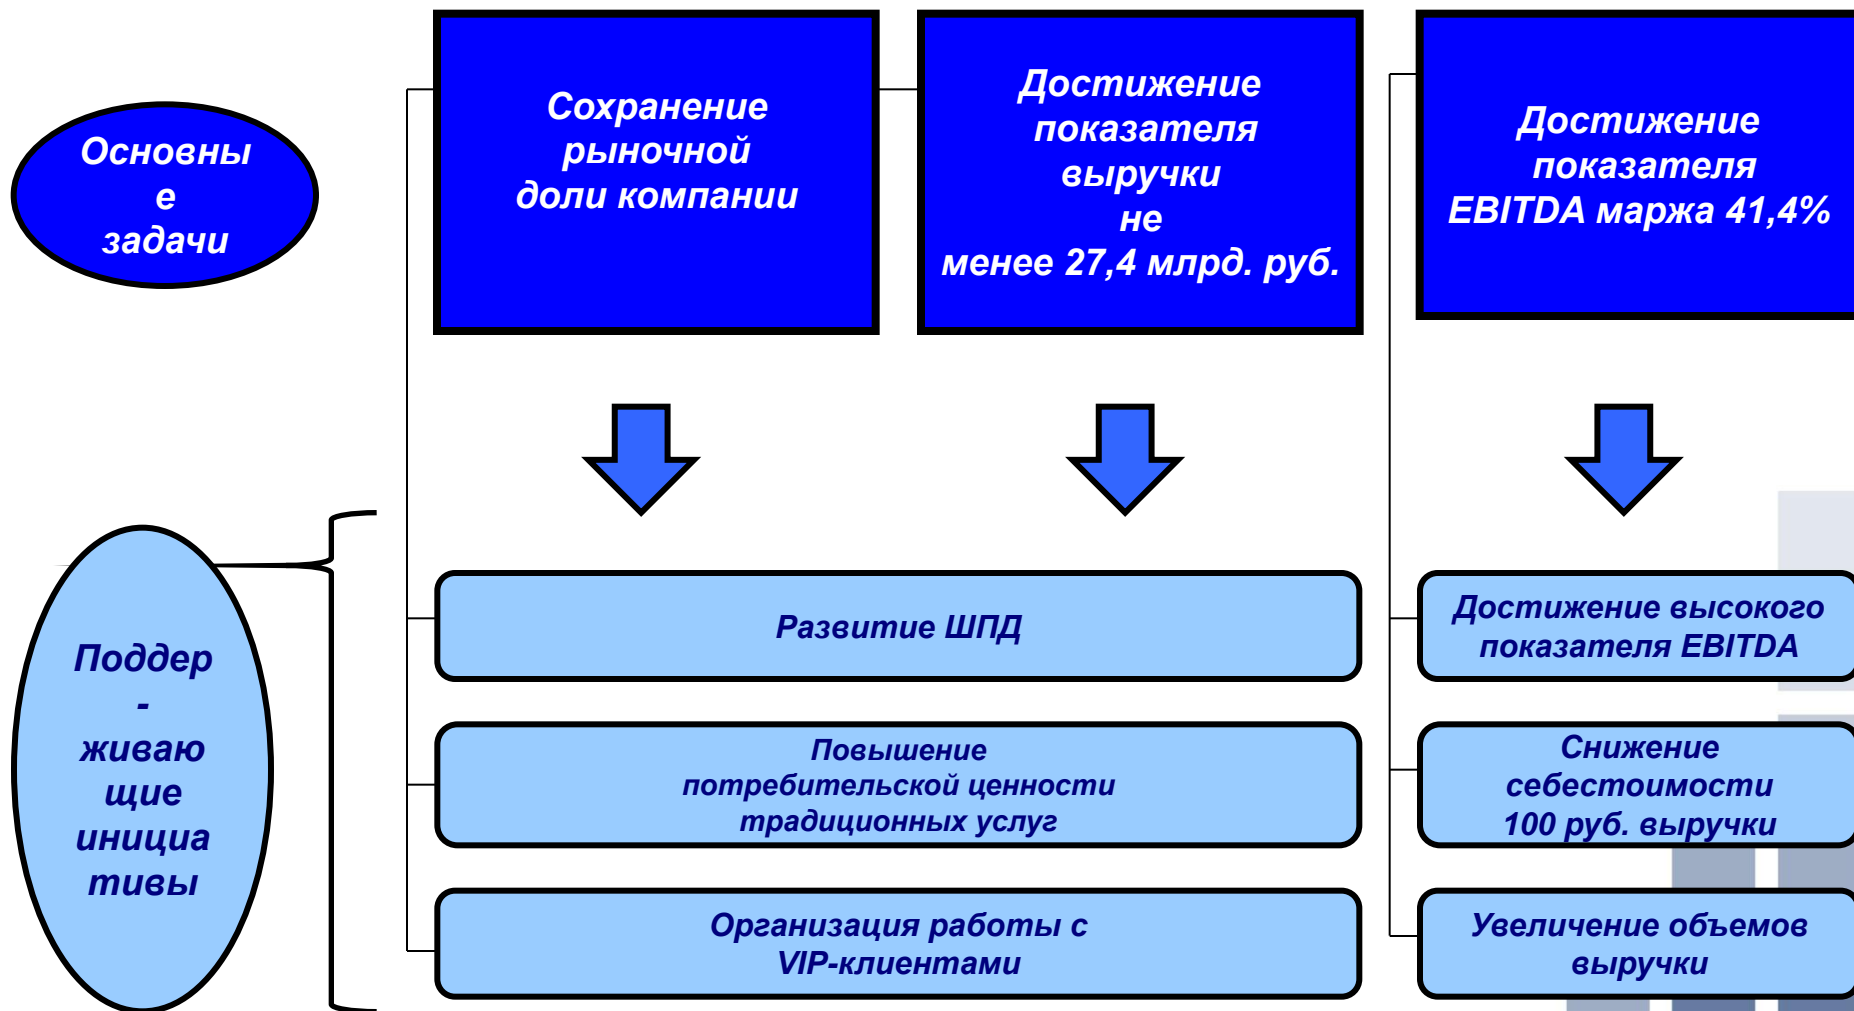 Основны
е
задачи
Сохранение
рыночной
доли компании
Достижение
показателя
выручки
не
менее 27,4 млрд. руб.
Достижение
показателя
EBITDA маржа 41,4%
Поддер
-
живаю
щие
инициа
тивы
Развитие ШПД
Повышение
потребительской ценности
традиционных услуг
Организация работы с
VIP-клиентами
Достижение высокого
показателя EBITDA
Снижение
себестоимости
100 руб. выручки
Увеличение объемов
выручки